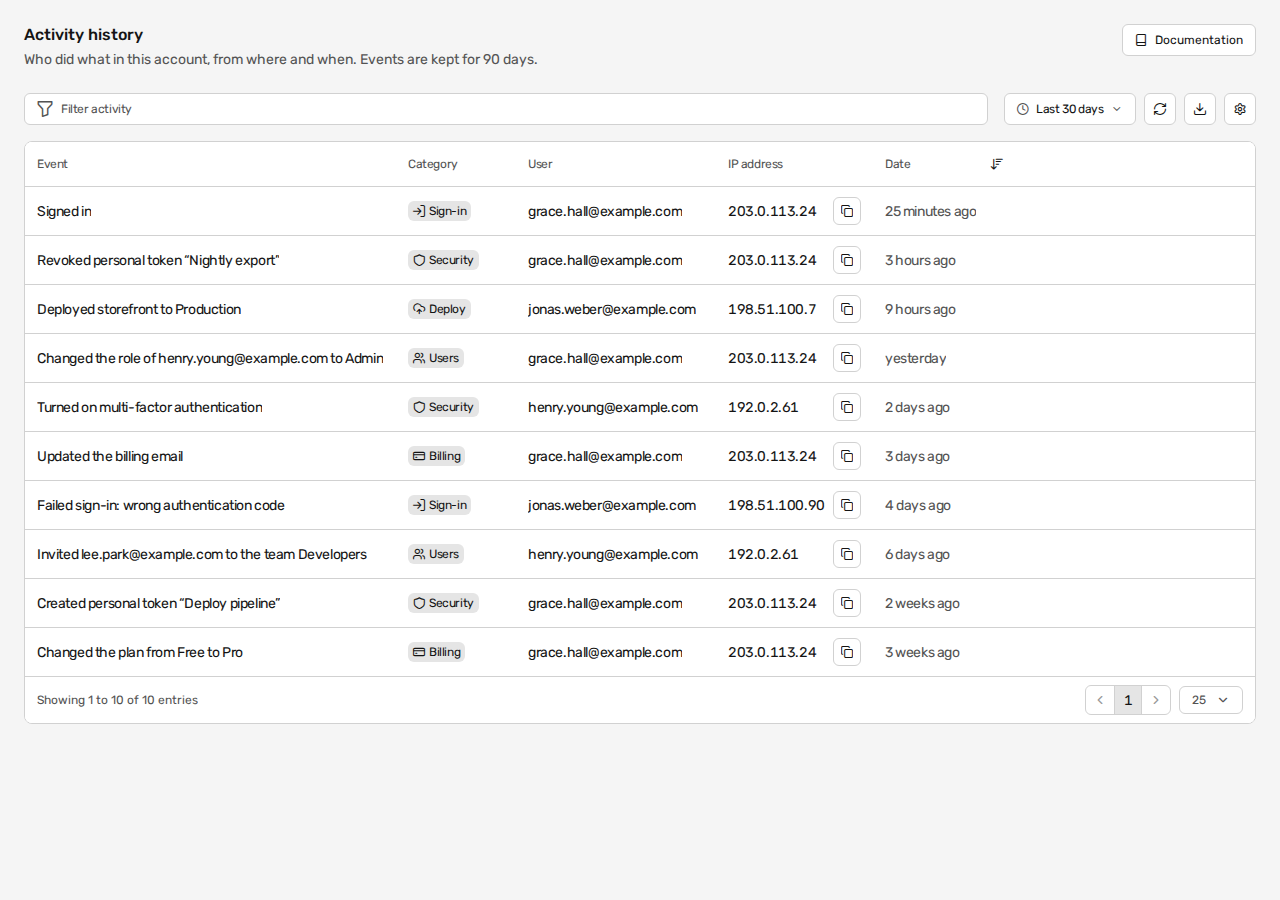 Activity history
Who did what in this account, from where and when. Events are kept for 90 days.
Documentation
Filter activity
Last 30 days
Event Category User IP address Date
Signed in Sign-in grace.hall@example.com 203.0.113.24 25 minutes ago
Revoked personal token “Nightly export” Security grace.hall@example.com 203.0.113.24 3 hours ago
Deployed storefront to Production Deploy jonas.weber@example.com 198.51.100.7 9 hours ago
Changed the role of henry.young@example.com to Admin Users grace.hall@example.com 203.0.113.24 yesterday
Turned on multi-factor authentication Security henry.young@example.com 192.0.2.61 2 days ago
Updated the billing email Billing grace.hall@example.com 203.0.113.24 3 days ago
Failed sign-in: wrong authentication code Sign-in jonas.weber@example.com 198.51.100.90 4 days ago
Invited lee.park@example.com to the team Developers Users henry.young@example.com 192.0.2.61 6 days ago
Created personal token “Deploy pipeline” Security grace.hall@example.com 203.0.113.24 2 weeks ago
Changed the plan from Free to Pro Billing grace.hall@example.com 203.0.113.24 3 weeks ago
Showing 1 to 10 of 10 entries 1 25